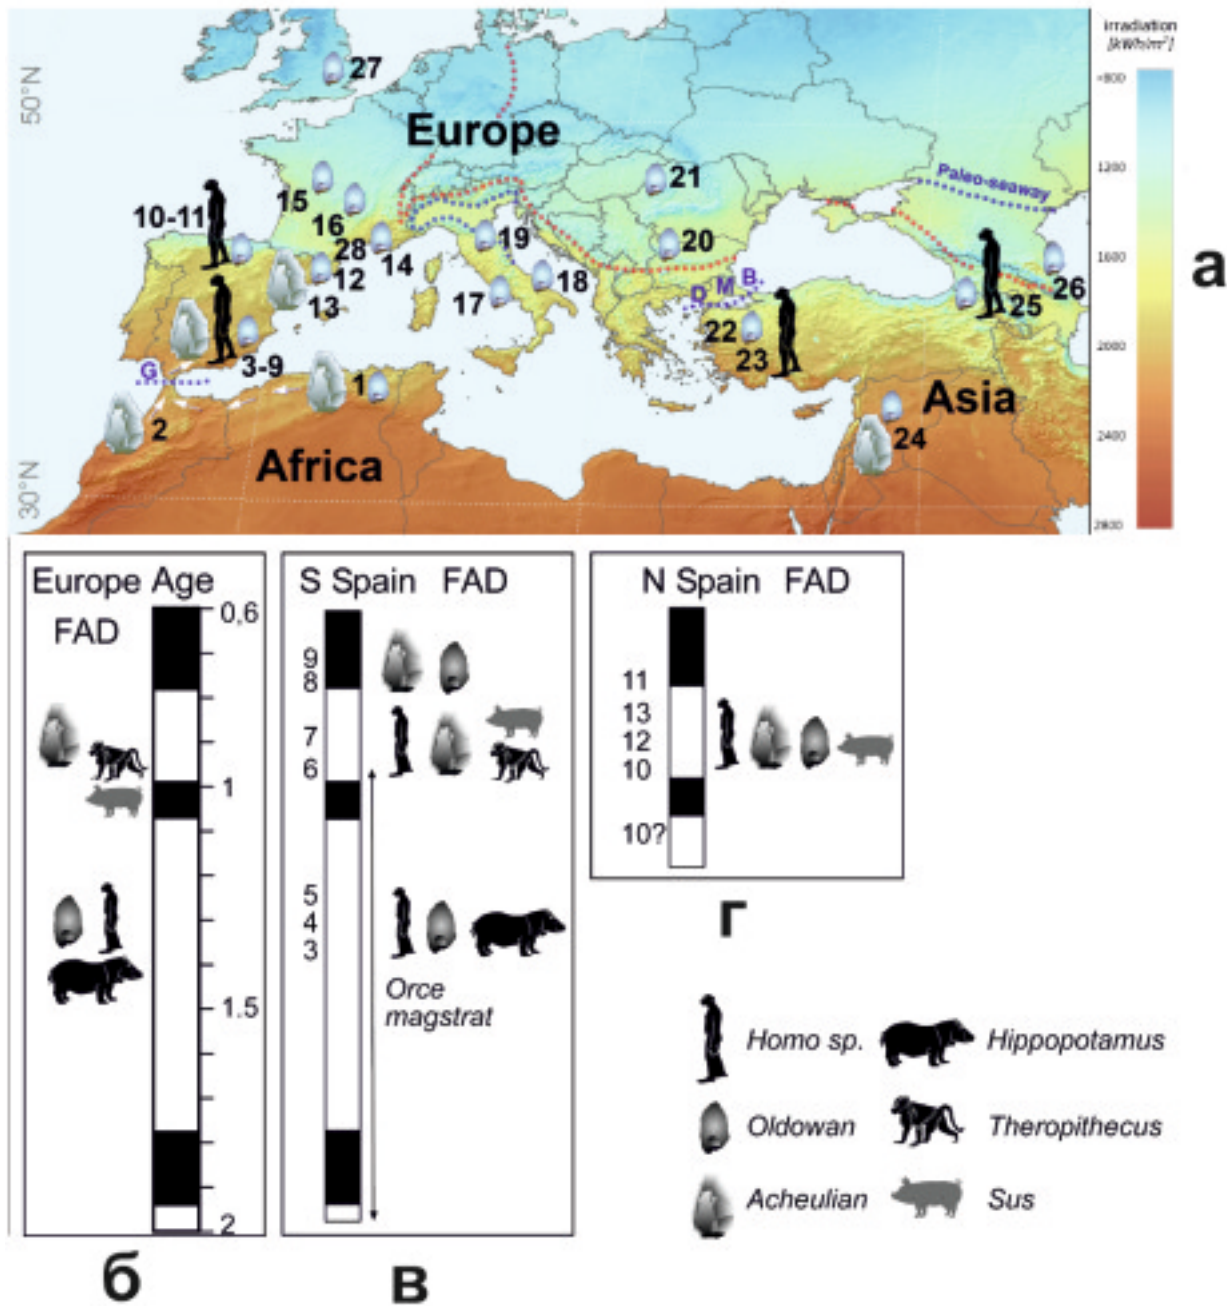 irradiation
[kWh/m²]
<800
1200
1600
2000
2400
2800
а
50°N
30°N
27
Europe
Paleo-seaway
10-11
15
16
28
12
13
14
19
17
18
21
20
D M B.
22
23
25
26
3-9
G
2
1
24
Africa
Asia
Europe Age
FAD
0,6
1
1.5
2
б
S Spain FAD
9
8
7
6
5
4
3
Orce
magstrat
в
N Spain FAD
11
13
12
10
10?
г
Homo sp.
Hippopotamus
Oldowan
Theropithecus
Acheulian
Sus